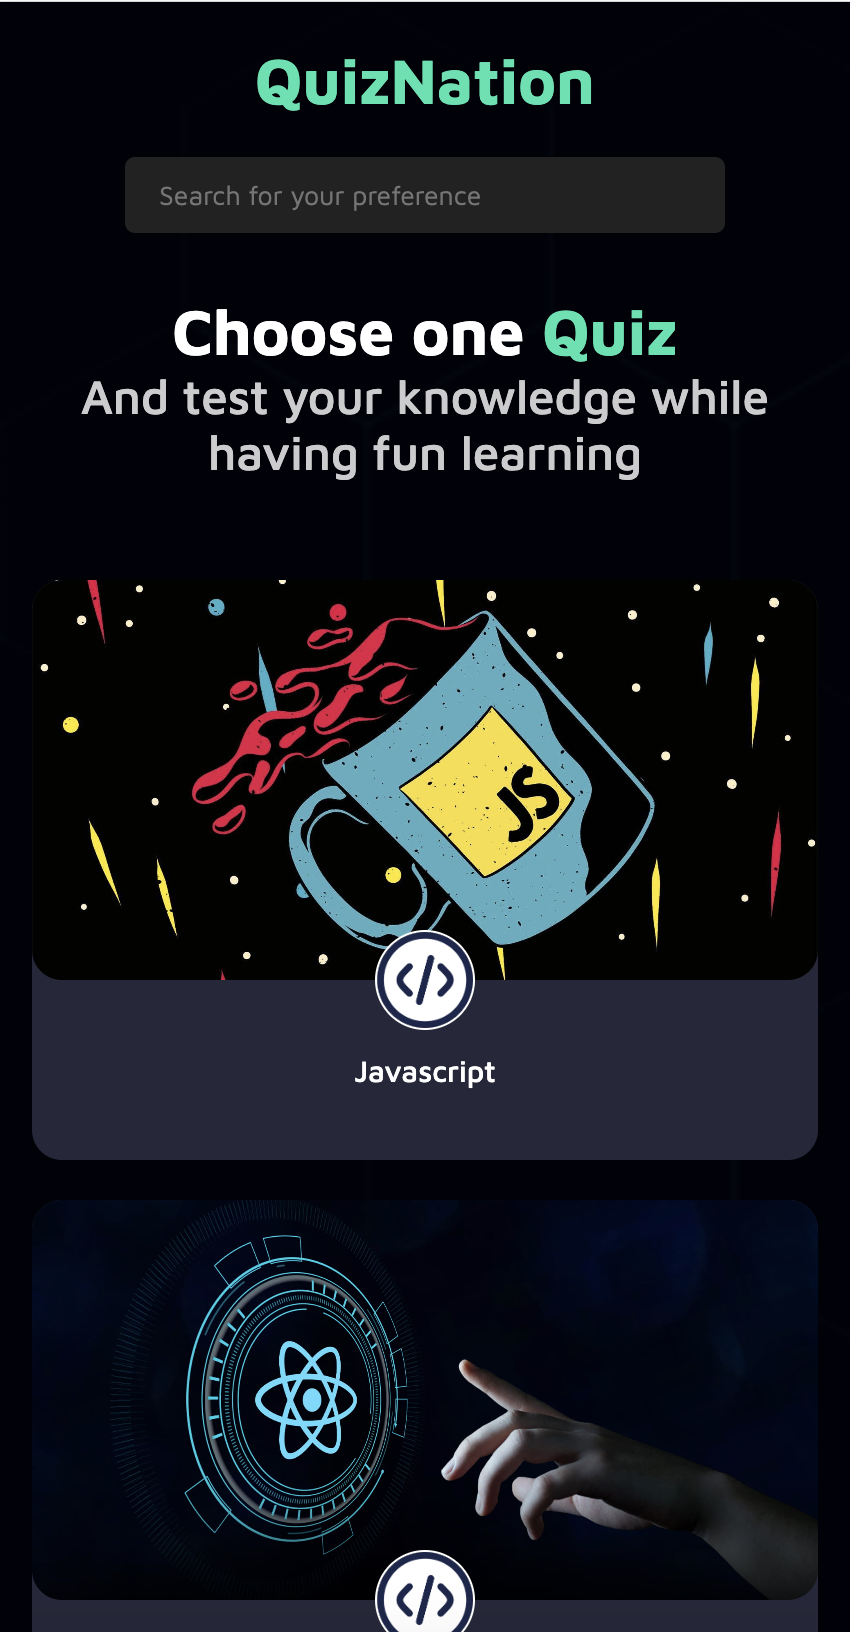 QuizNation
Search for your preference
Choose one Quiz
And test your knowledge while
having fun learning
JS
</>
Javascript
</>